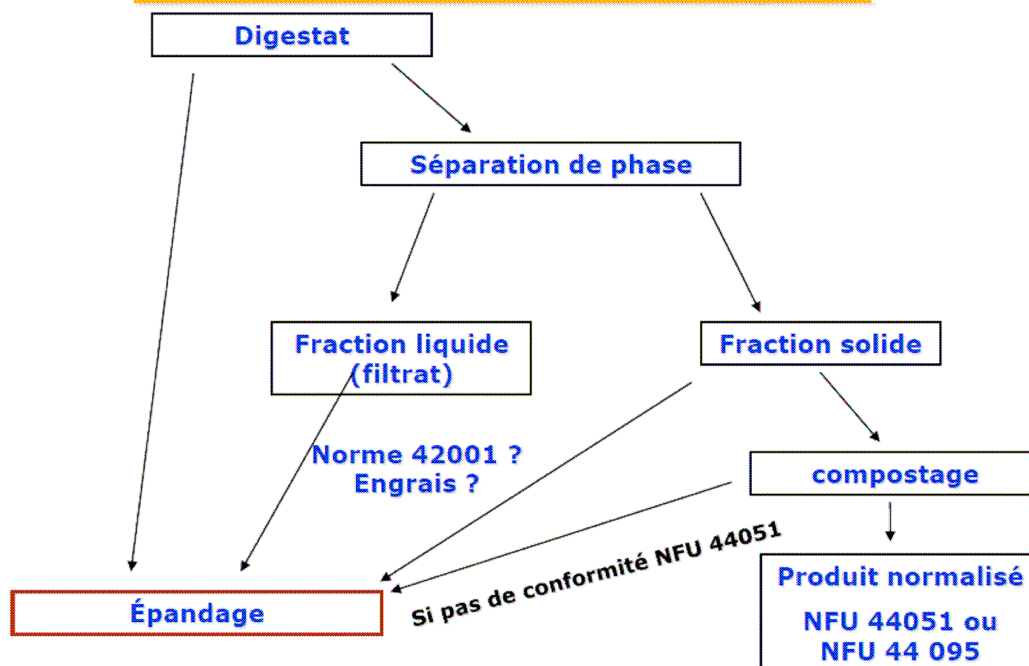 Digestat
Séparation de phase
Fraction liquide
(filtrat)
Fraction solide
Norme 42001 ?
Engrais ?
compostage
Si pas de conformité NFU 44051
Épandage
Produit normalisé
NFU 44051 ou
NFU 44 095